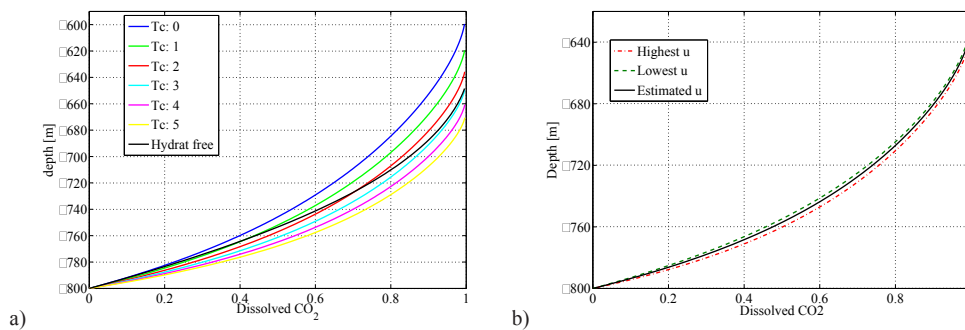 a)
depth [m]
□600
□620
□640
□660
□680
□700
□720
□740
□760
□780
□800
Tc: 0
Tc: 1
Tc: 2
Tc: 3
Tc: 4
Tc: 5
Hydrat free
0 0.2 0.4 0.6 0.8 1
Dissolved CO2
b)
Depth [m]
□640
□680
□720
□760
□800
Highest u
Lowest u
Estimated u
0 0.2 0.4 0.6 0.8
Dissolved CO2